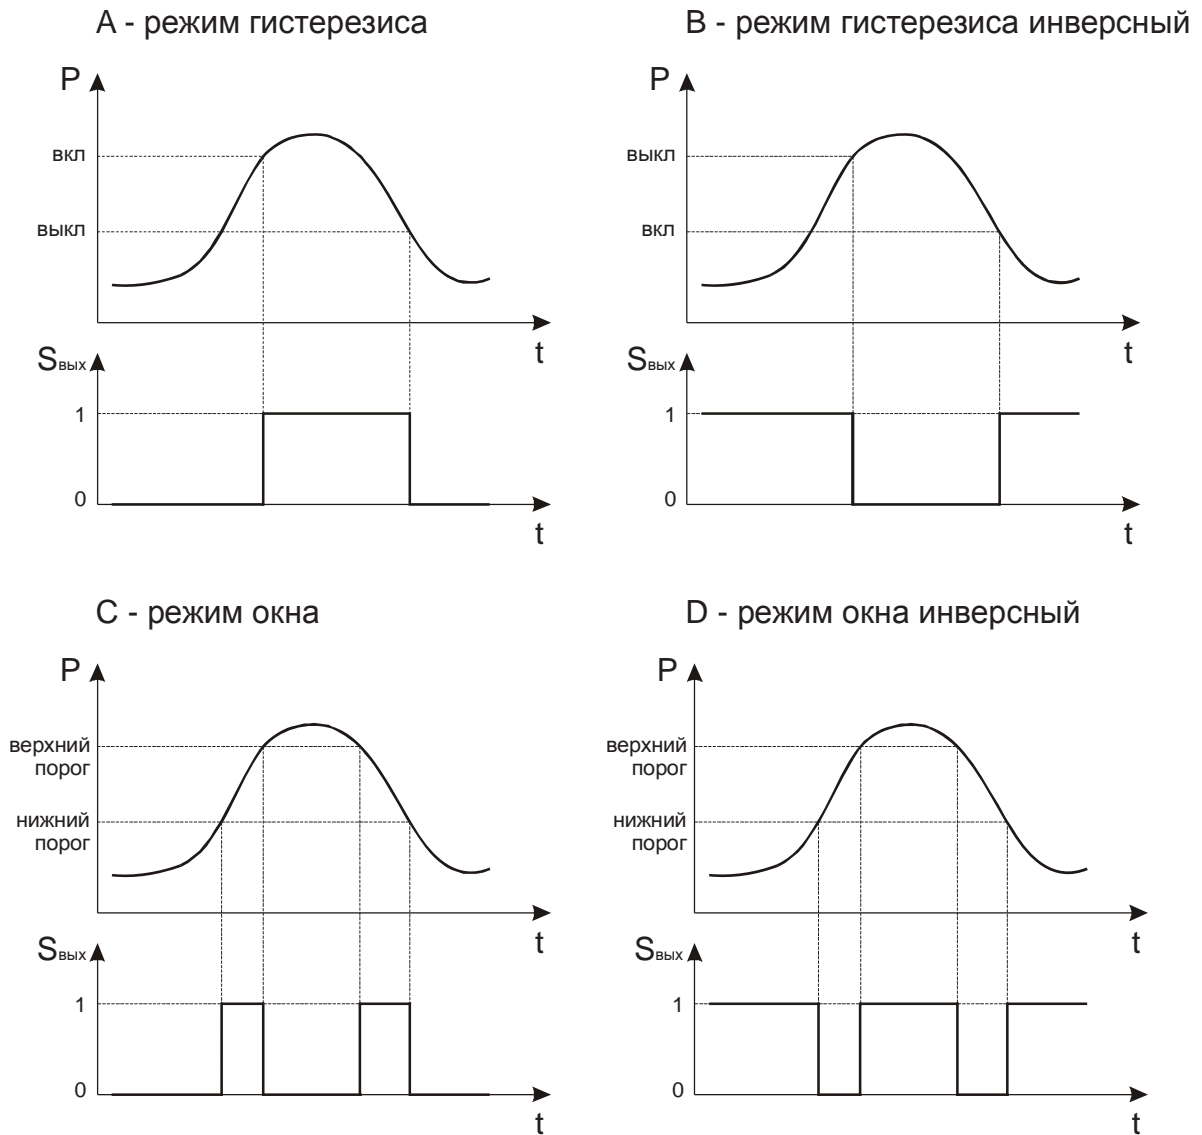 A - режим гистерезиса
P
вкл
выкл
t
Sвых
1
0
t
B - режим гистерезиса инверсный
P
выкл
вкл
t
Sвых
1
0
t
C - режим окна
P
верхний
порог
нижний
порог
t
Sвых
1
0
t
D - режим окна инверсный
P
верхний
порог
нижний
порог
t
Sвых
1
0
t